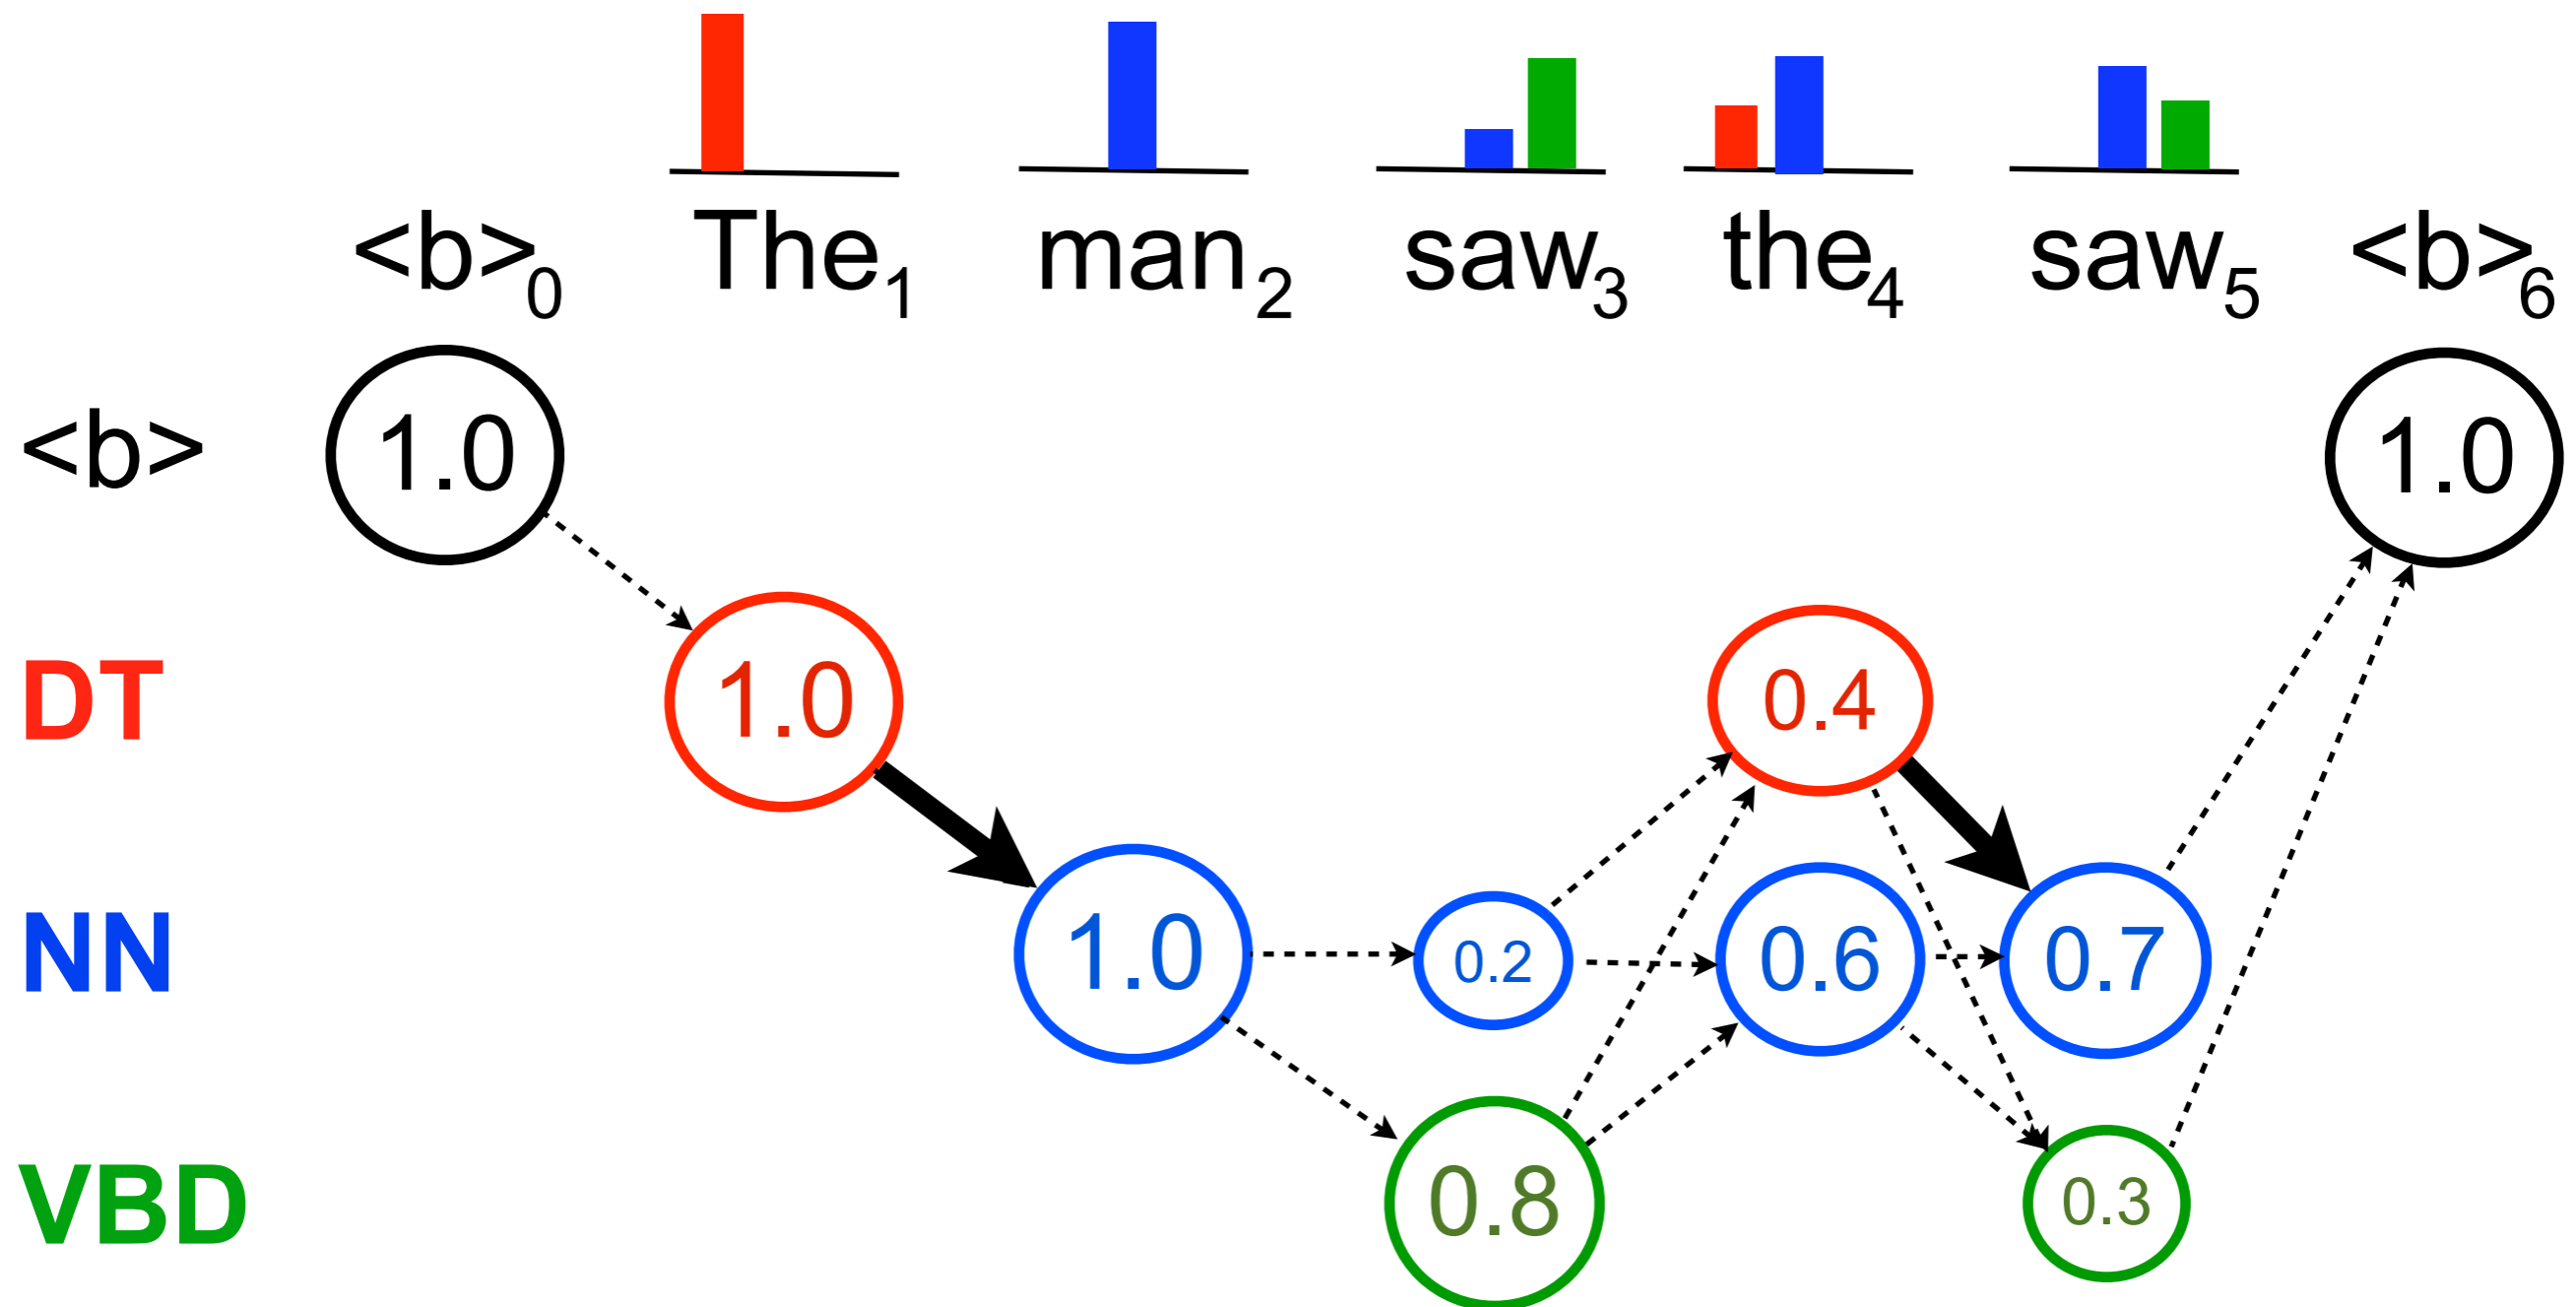 <b>0 The1 man2 saw3 the4 saw5 <b>6
<b> 1.0 1.0
DT 1.0 0.4
NN 1.0 0.2 0.6 0.7
VBD 0.8 0.3